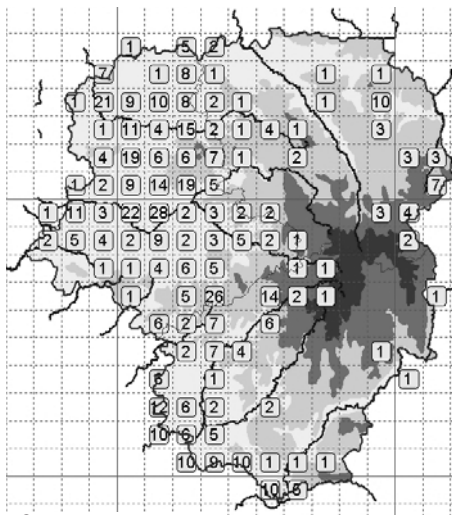 1 5 2
7 1 8 1 1 1
1 21 9 10 8 2 1 1 10
1 11 4 15 2 1 4 1 3
4 19 6 6 7 1 2 3 3
1 2 9 14 19 5 7
1 11 3 22 28 2 3 2 2 3 4
2 5 4 2 9 2 3 5 2 1 2
1 1 4 6 5 3 1
1 5 26 14 2 1 1
6 2 7 6
2 7 4 1
1 1
12 6 2 2
10 6 5
10 9 10 1 1 1
10 5